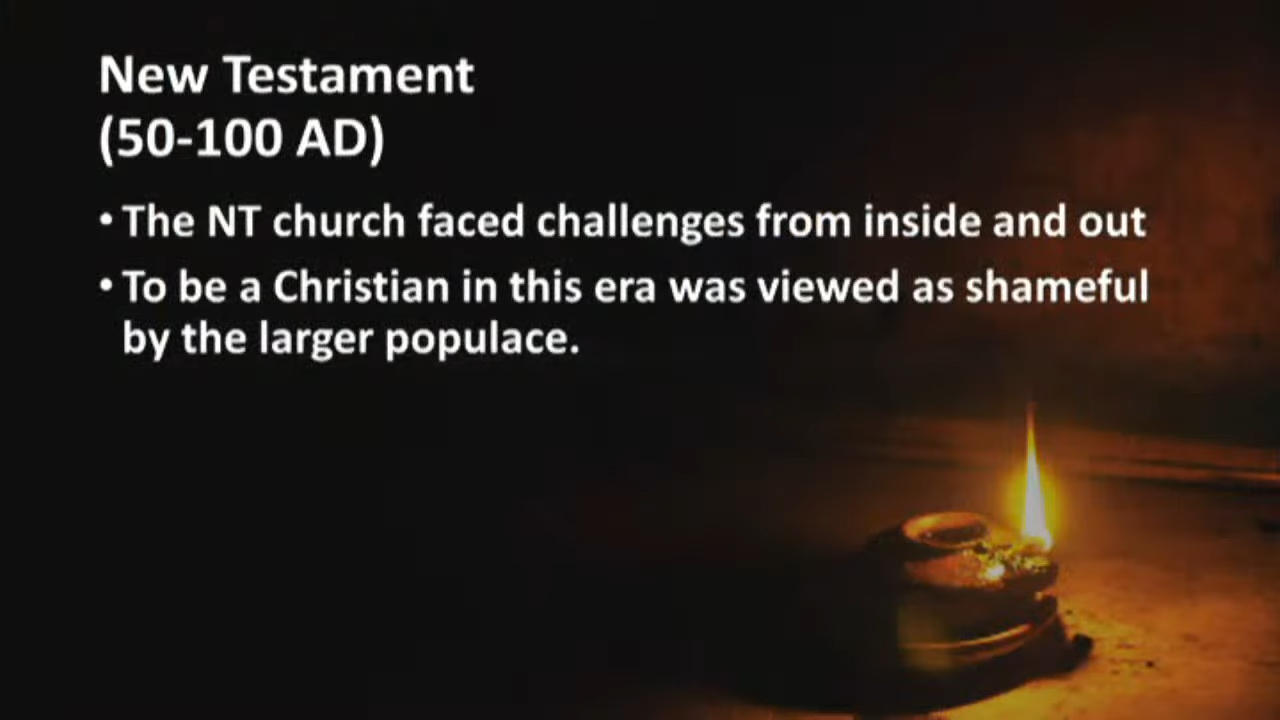 New Testament
(50-100 AD)
• The NT church faced challenges from inside and out
• To be a Christian in this era was viewed as shameful
by the larger populace.